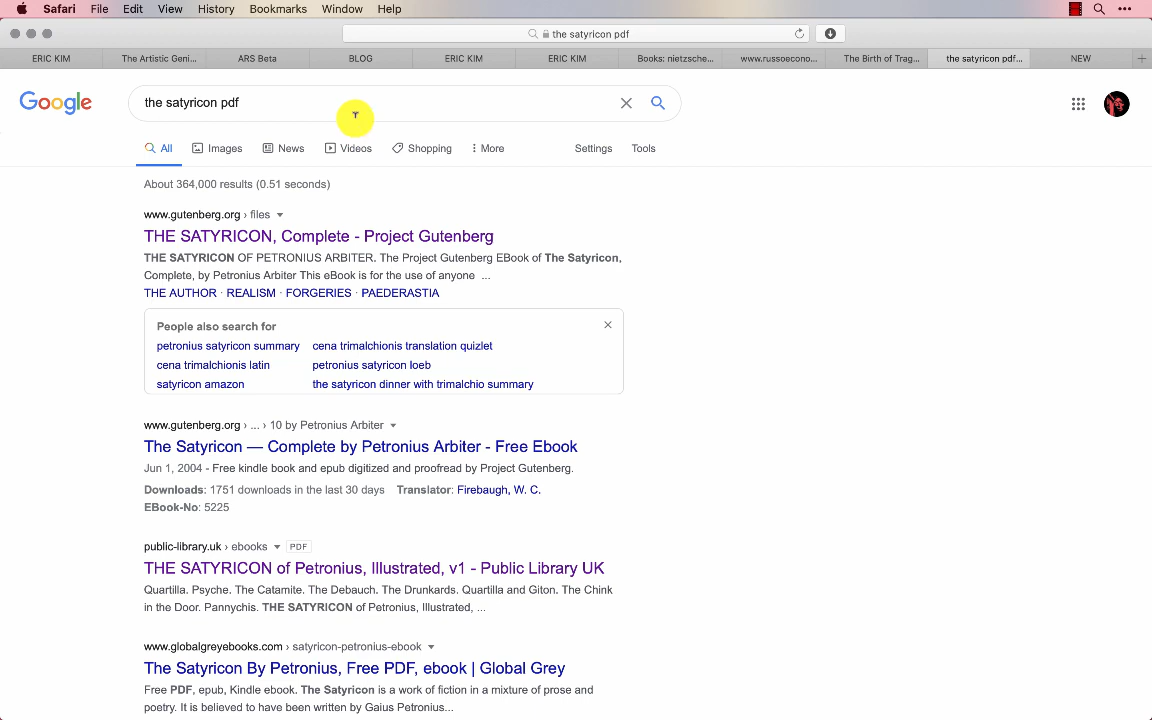 Safari File Edit View History Bookmarks Window Help
the satyricon pdf
ERIC KIM The Artistic Geni... ARS Beta BLOG ERIC KIM ERIC KIM Books: nietzsche... www.russoecono... The Birth of Trag... the satyricon pdf... NEW
Google the satyricon pdf
All Images News Videos Shopping More Settings Tools
About 364,000 results (0.51 seconds)
www.gutenberg.org › files
THE SATYRICON, Complete - Project Gutenberg
THE SATYRICON OF PETRONIUS ARBITER. The Project Gutenberg EBook of The Satyricon,
Complete, by Petronius Arbiter This eBook is for the use of anyone ...
THE AUTHOR · REALISM · FORGERIES · PAEDERASTIA
People also search for
petronius satyricon summary cena trimalchionis translation quizlet
cena trimalchionis latin petronius satyricon loeb
satyricon amazon the satyricon dinner with trimalchio summary
www.gutenberg.org › ... › 10 by Petronius Arbiter
The Satyricon — Complete by Petronius Arbiter - Free Ebook
Jun 1, 2004 - Free kindle book and epub digitized and proofread by Project Gutenberg.
Downloads: 1751 downloads in the last 30 days Translator: Firebaugh, W. C.
EBook-No: 5225
public-library.uk › ebooks PDF
THE SATYRICON of Petronius, Illustrated, v1 - Public Library UK
Quartilla. Psyche. The Catamite. The Debauch. The Drunkards. Quartilla and Giton. The Chink
in the Door. Pannychis. THE SATYRICON of Petronius, Illustrated, ...
www.globalgreyebooks.com › satyricon-petronius-ebook
The Satyricon By Petronius, Free PDF, ebook | Global Grey
Free PDF, epub, Kindle ebook. The Satyricon is a work of fiction in a mixture of prose and
poetry. It is believed to have been written by Gaius Petronius...